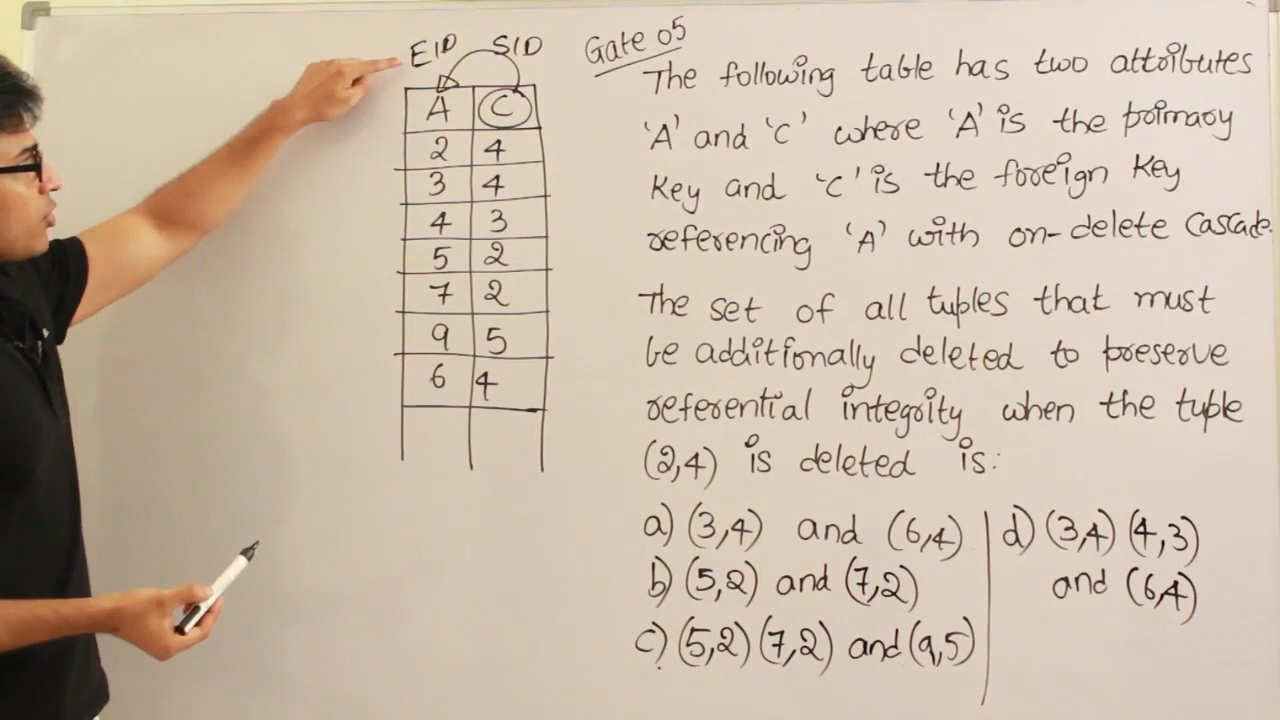 EID SID
A C
2 4
3 4
4 3
5 2
7 2
9 5
6 4
Gate 05
The following table has two attributes
'A' and 'C' where 'A' is the primary
key and 'C' is the foreign key
referencing 'A' with on-delete cascade.
The set of all tuples that must
be additionally deleted to preserve
referential integrity when the tuple
(2,4) is deleted is:
a) (3,4) and (6,4)
b) (5,2) and (7,2)
c) (5,2) (7,2) and (9,5)
d) (3,4) (4,3)
and (6,4)